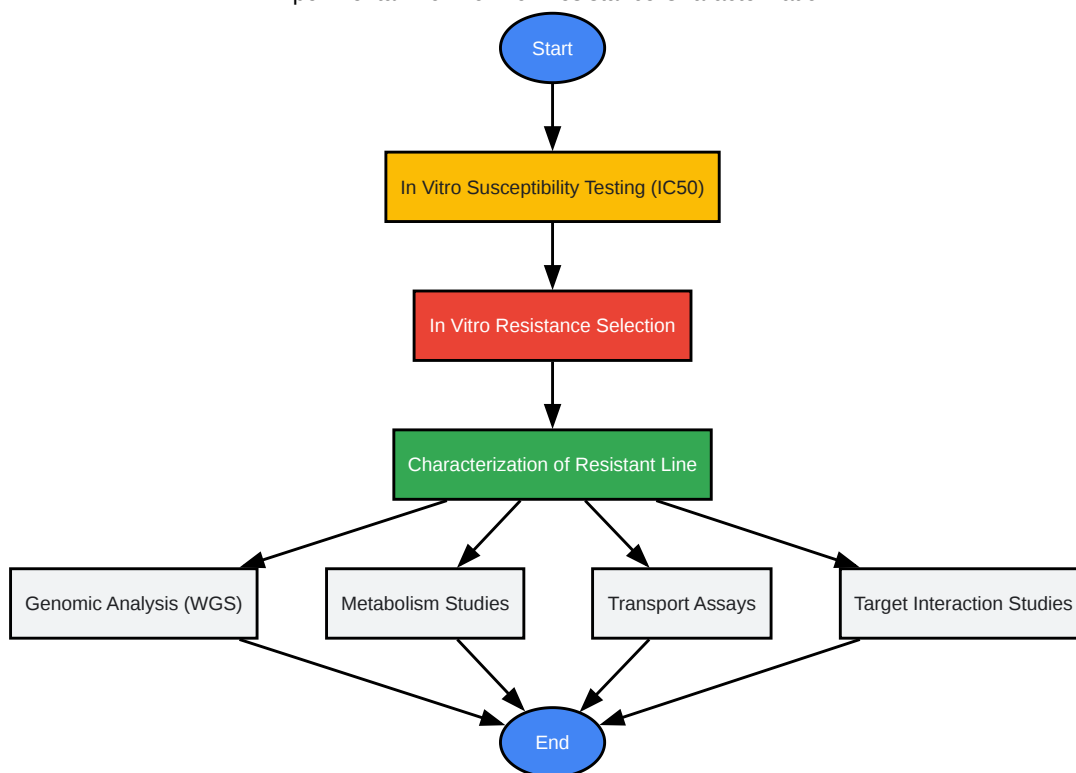 Start
In Vitro Susceptibility Testing (IC50)
In Vitro Resistance Selection
Characterization of Resistant Line
Genomic Analysis (WGS)
Metabolism Studies
Transport Assays
Target Interaction Studies
End